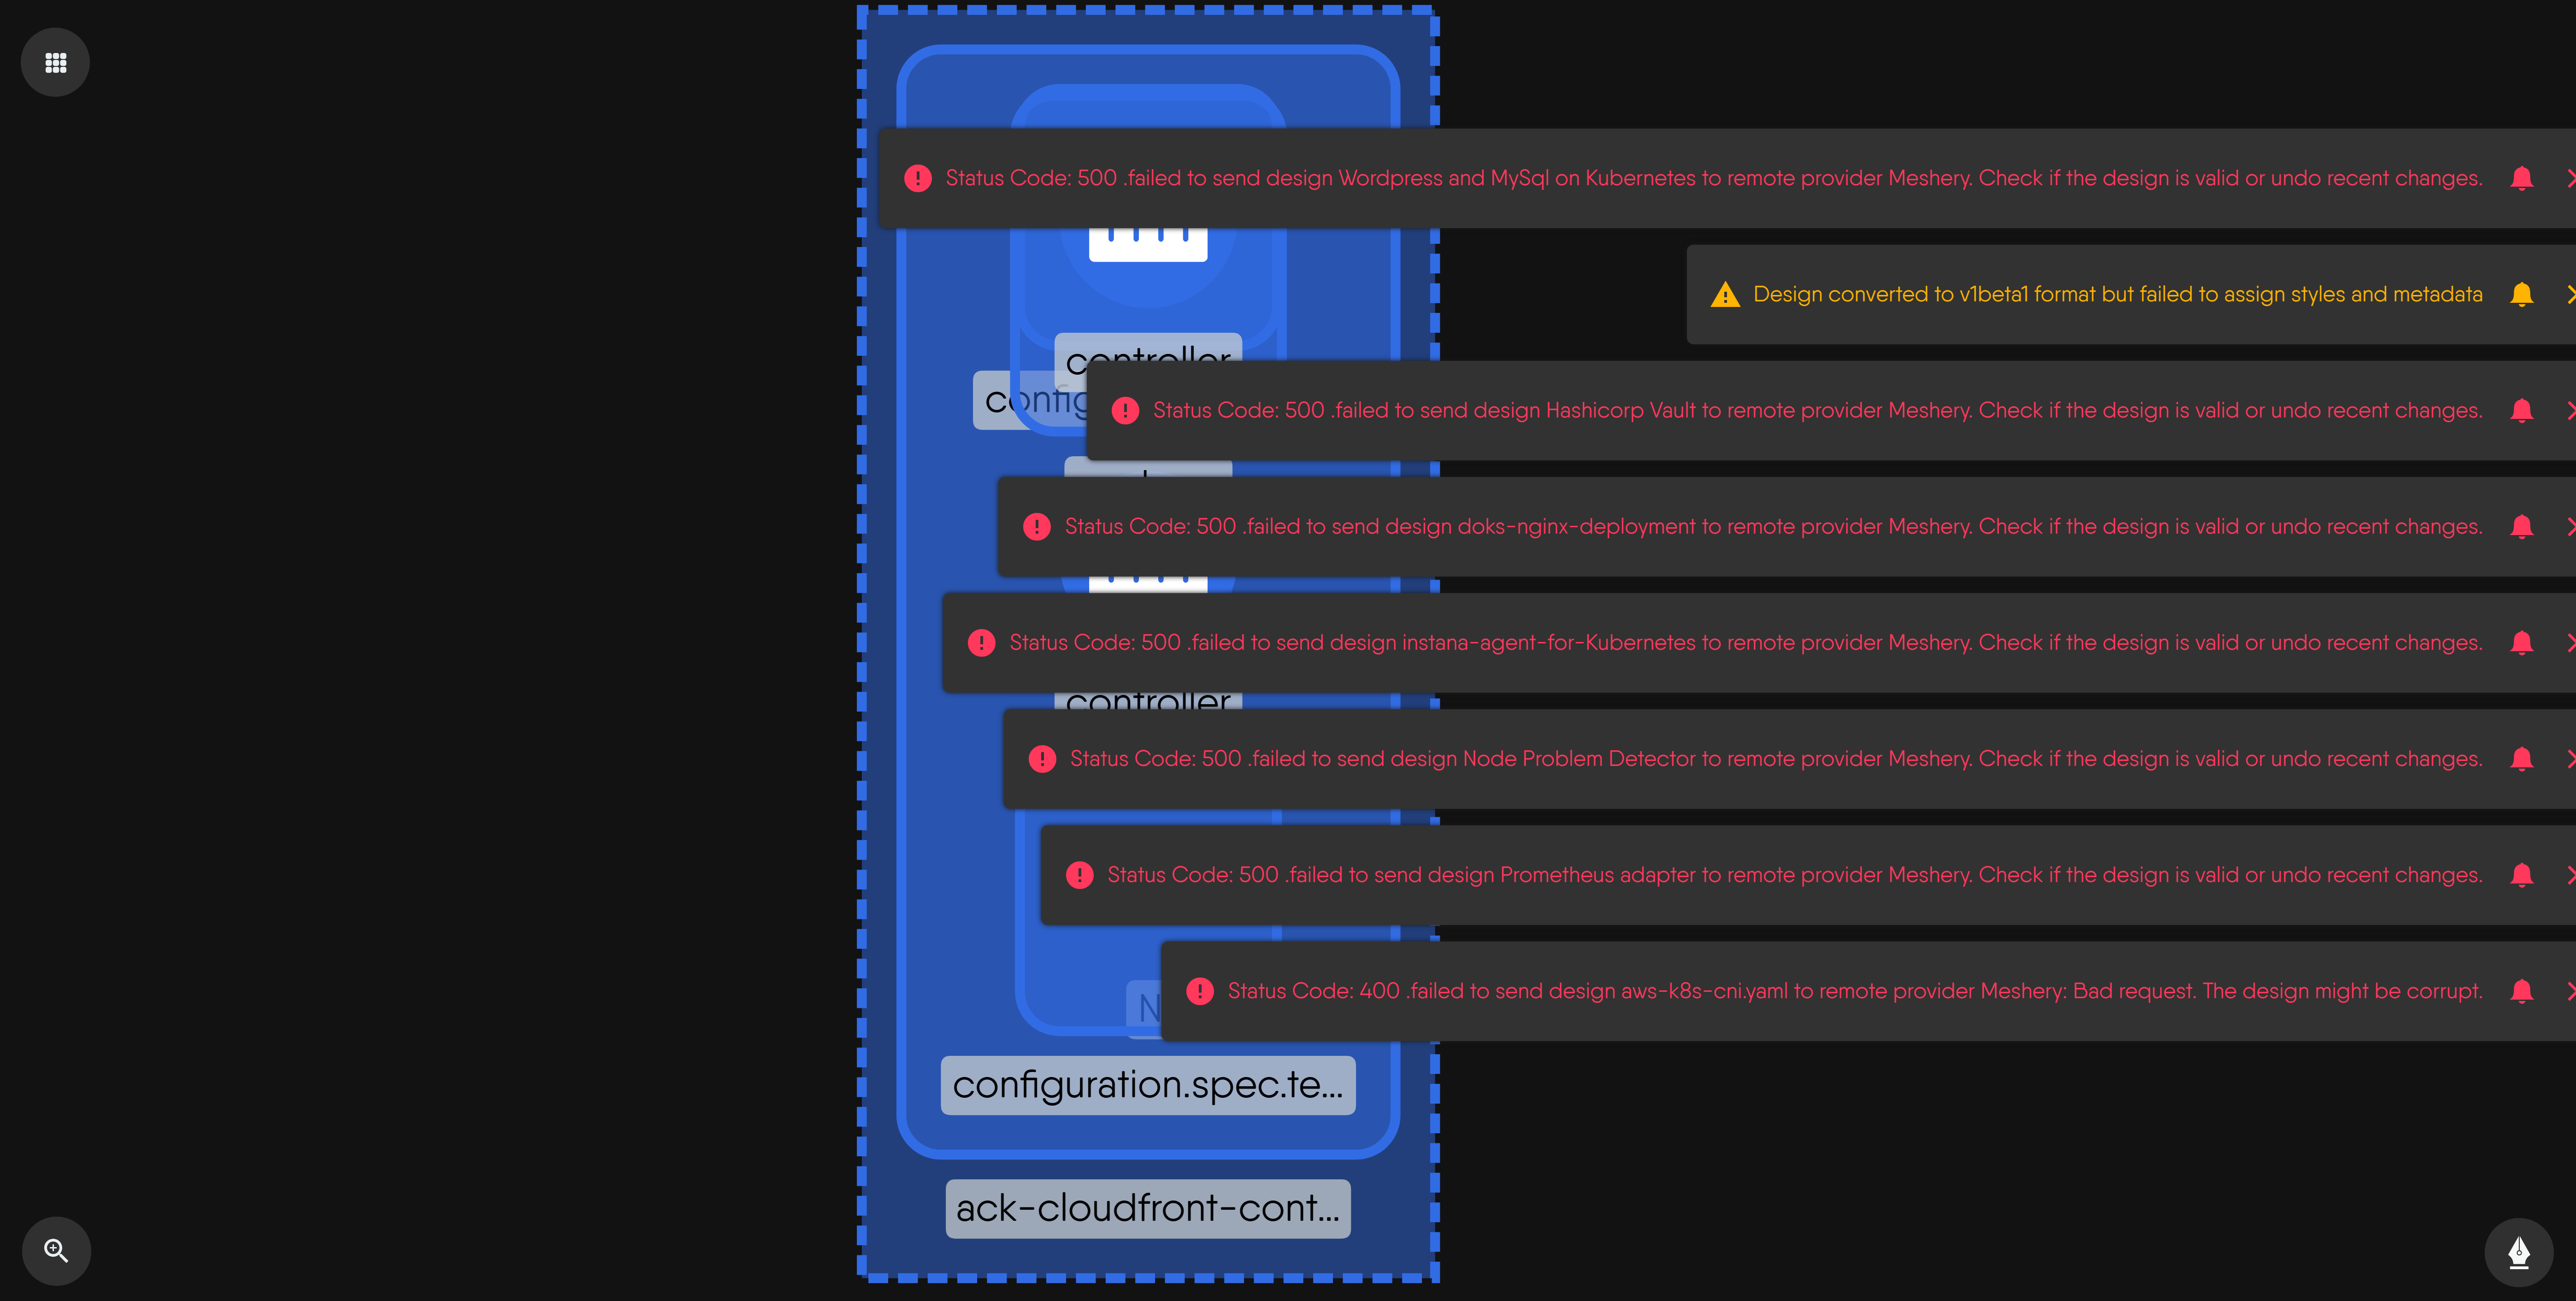 Status Code: 500 .failed to send design Wordpress and MySql on Kubernetes to remote provider Meshery. Check if the design is valid or undo recent changes.
Design converted to v1beta1 format but failed to assign styles and metadata
controller
config
Status Code: 500 .failed to send design Hashicorp Vault to remote provider Meshery. Check if the design is valid or undo recent changes.
Status Code: 500 .failed to send design doks-nginx-deployment to remote provider Meshery. Check if the design is valid or undo recent changes.
Status Code: 500 .failed to send design instana-agent-for-Kubernetes to remote provider Meshery. Check if the design is valid or undo recent changes.
controller
Status Code: 500 .failed to send design Node Problem Detector to remote provider Meshery. Check if the design is valid or undo recent changes.
Status Code: 500 .failed to send design Prometheus adapter to remote provider Meshery. Check if the design is valid or undo recent changes.
N
Status Code: 400 .failed to send design aws-k8s-cni.yaml to remote provider Meshery: Bad request. The design might be corrupt.
configuration.spec.te...
ack-cloudfront-cont...